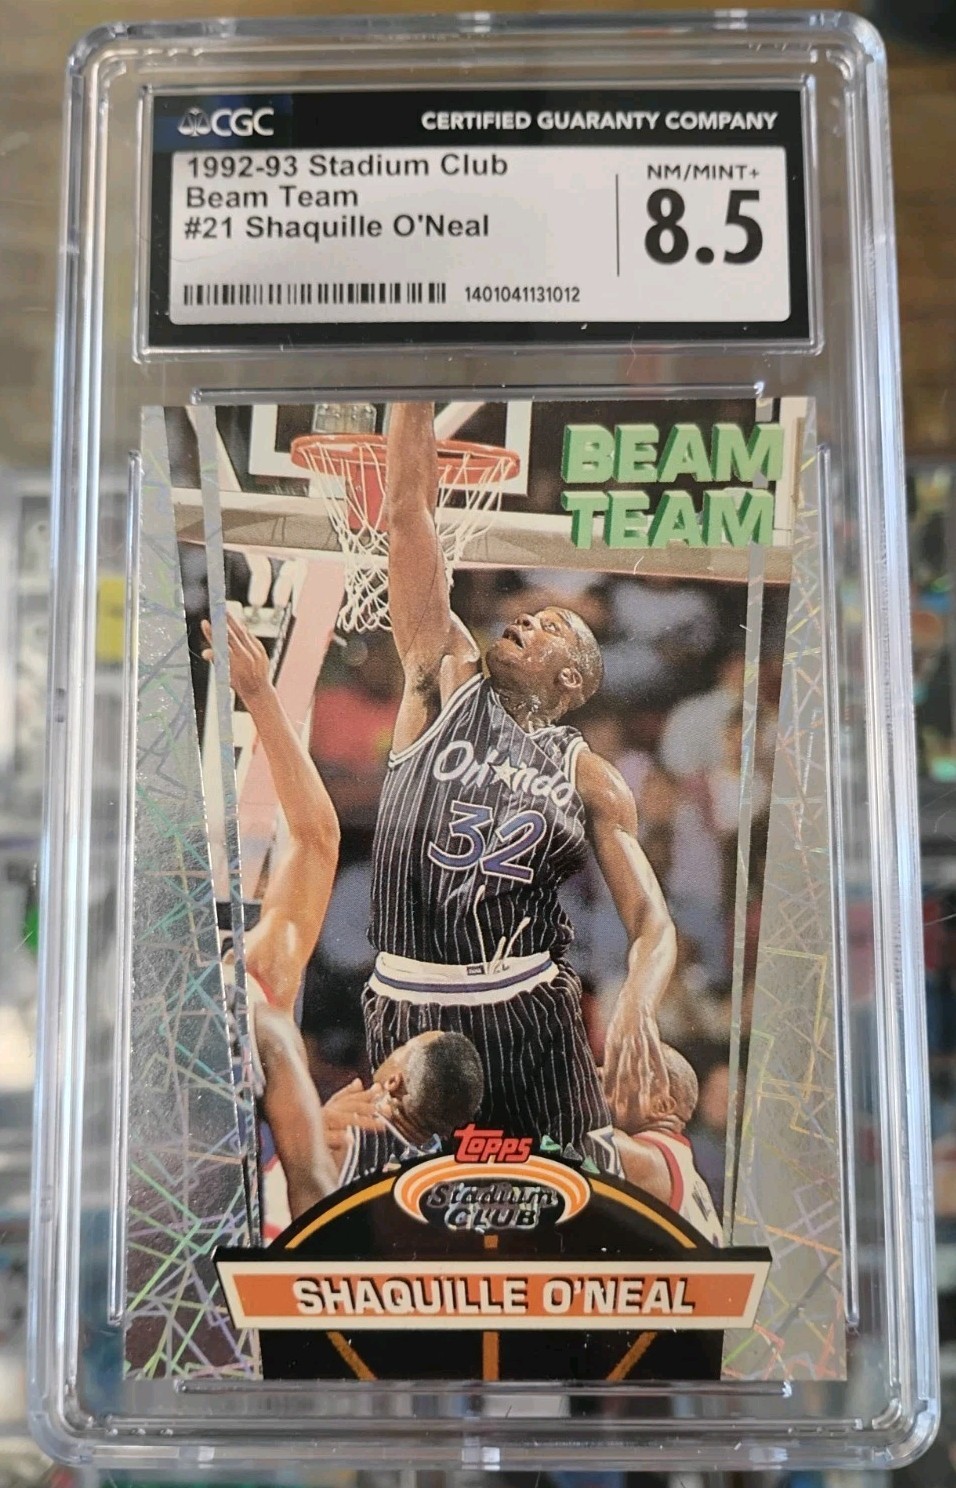 CGC
CERTIFIED GUARANTY COMPANY
1992-93 Stadium Club
Beam Team
#21 Shaquille O'Neal
NM/MINT+
8.5
1401041131012
BEAM
TEAM
Orlando
32
TOPPS
Stadium
CLUB
SHAQUILLE O'NEAL